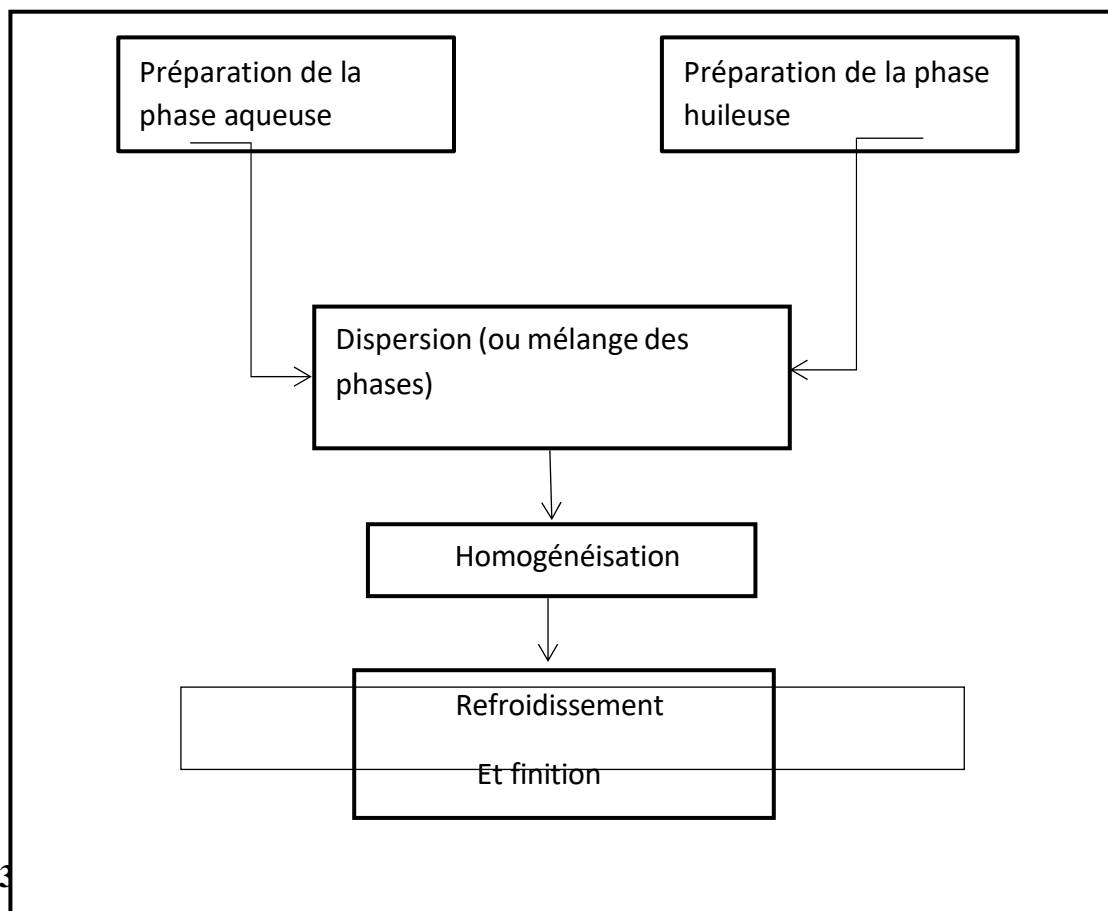 Préparation de la
phase aqueuse
Préparation de la phase
huileuse
Dispersion (ou mélange des
phases)
Homogénéisation
Refroidissement
Et finition
3